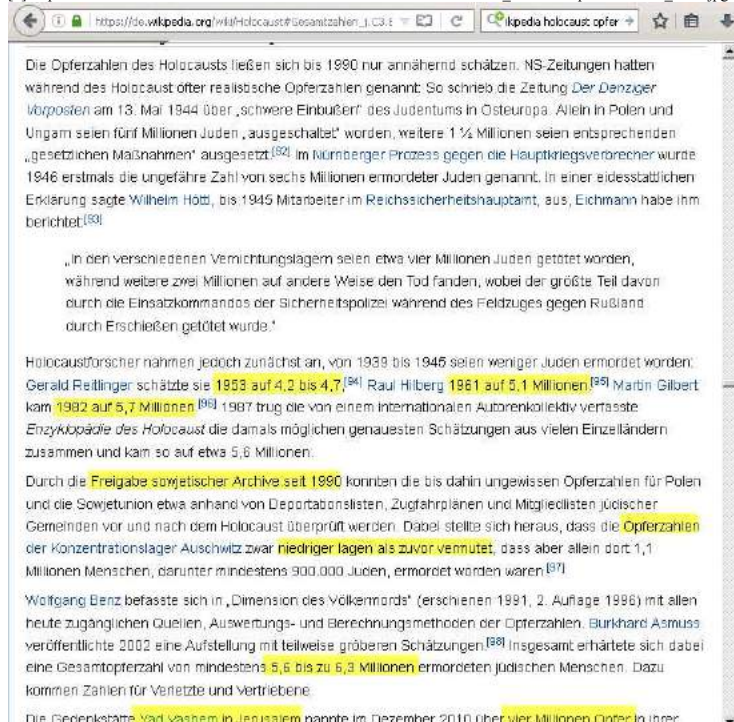 https://de.wikipedia.org/wiki/Holocaust#Gesamtzahlen_
ikipedia holocaust opfer
Die Opferzahlen des Holocausts ließen sich bis 1990 nur annähernd schätzen. NS-Zeitungen hatten
während des Holocaust öfter realistische Opferzahlen genannt: So schrieb die Zeitung Der Danziger
Vorposten am 13. Mai 1944 über „schwere Einbußen“ des Judentums in Osteuropa. Allein in Polen und
Ungarn seien fünf Millionen Juden „ausgeschaltet“ worden, weitere 1 ½ Millionen seien entsprechenden
„gesetzlichen Maßnahmen“ ausgesetzt.[92] Im Nürnberger Prozess gegen die Hauptkriegsverbrecher wurde
1946 erstmals die ungefähre Zahl von sechs Millionen ermordeter Juden genannt. In einer eidesstattlichen
Erklärung sagte Wilhelm Höttl, bis 1945 Mitarbeiter im Reichssicherheitshauptamt, aus, Eichmann habe ihm
berichtet:[93]
„In den verschiedenen Vernichtungslagern seien etwa vier Millionen Juden getötet worden,
während weitere zwei Millionen auf andere Weise den Tod fanden, wobei der größte Teil davon
durch die Einsatzkommandos der Sicherheitspolizei während des Feldzuges gegen Rußland
durch Erschießen getötet wurde.“
Holocaustforscher nahmen jedoch zunächst an, von 1939 bis 1945 seien weniger Juden ermordet worden:
Gerald Reitlinger schätzte sie 1953 auf 4,2 bis 4,7,[94] Raul Hilberg 1961 auf 5,1 Millionen.[95] Martin Gilbert
kam 1982 auf 5,7 Millionen.[96] 1987 trug die von einem internationalen Autorenkollektiv verfasste
Enzyklopädie des Holocaust die damals möglichen genauesten Schätzungen aus vielen Einzelländern
zusammen und kam so auf etwa 5,6 Millionen.
Durch die Freigabe sowjetischer Archive seit 1990 konnten die bis dahin ungewissen Opferzahlen für Polen
und die Sowjetunion etwa anhand von Deportationslisten, Zugfahrplänen und Mitgliedlisten jüdischer
Gemeinden vor und nach dem Holocaust überprüft werden. Dabei stellte sich heraus, dass die Opferzahlen
der Konzentrationslager Auschwitz zwar niedriger lagen als zuvor vermutet, dass aber allein dort 1,1
Millionen Menschen, darunter mindestens 900.000 Juden, ermordet worden waren.[97]
Wolfgang Benz befasste sich in „Dimension des Völkermords“ (erschienen 1991, 2. Auflage 1996) mit allen
heute zugänglichen Quellen, Auswertungs- und Berechnungsmethoden der Opferzahlen. Burkhard Asmuss
veröffentlichte 2002 eine Aufstellung mit teilweise gröberen Schätzungen.[98] Insgesamt erhärtete sich dabei
eine Gesamtopferzahl von mindestens 5,6 bis zu 6,3 Millionen ermordeten jüdischen Menschen. Dazu
kommen Zahlen für Verletzte und Vertriebene.
Die Gedenkstätte Yad Vashem in Jerusalem nannte im Dezember 2010 über vier Millionen Opfer in ihrer